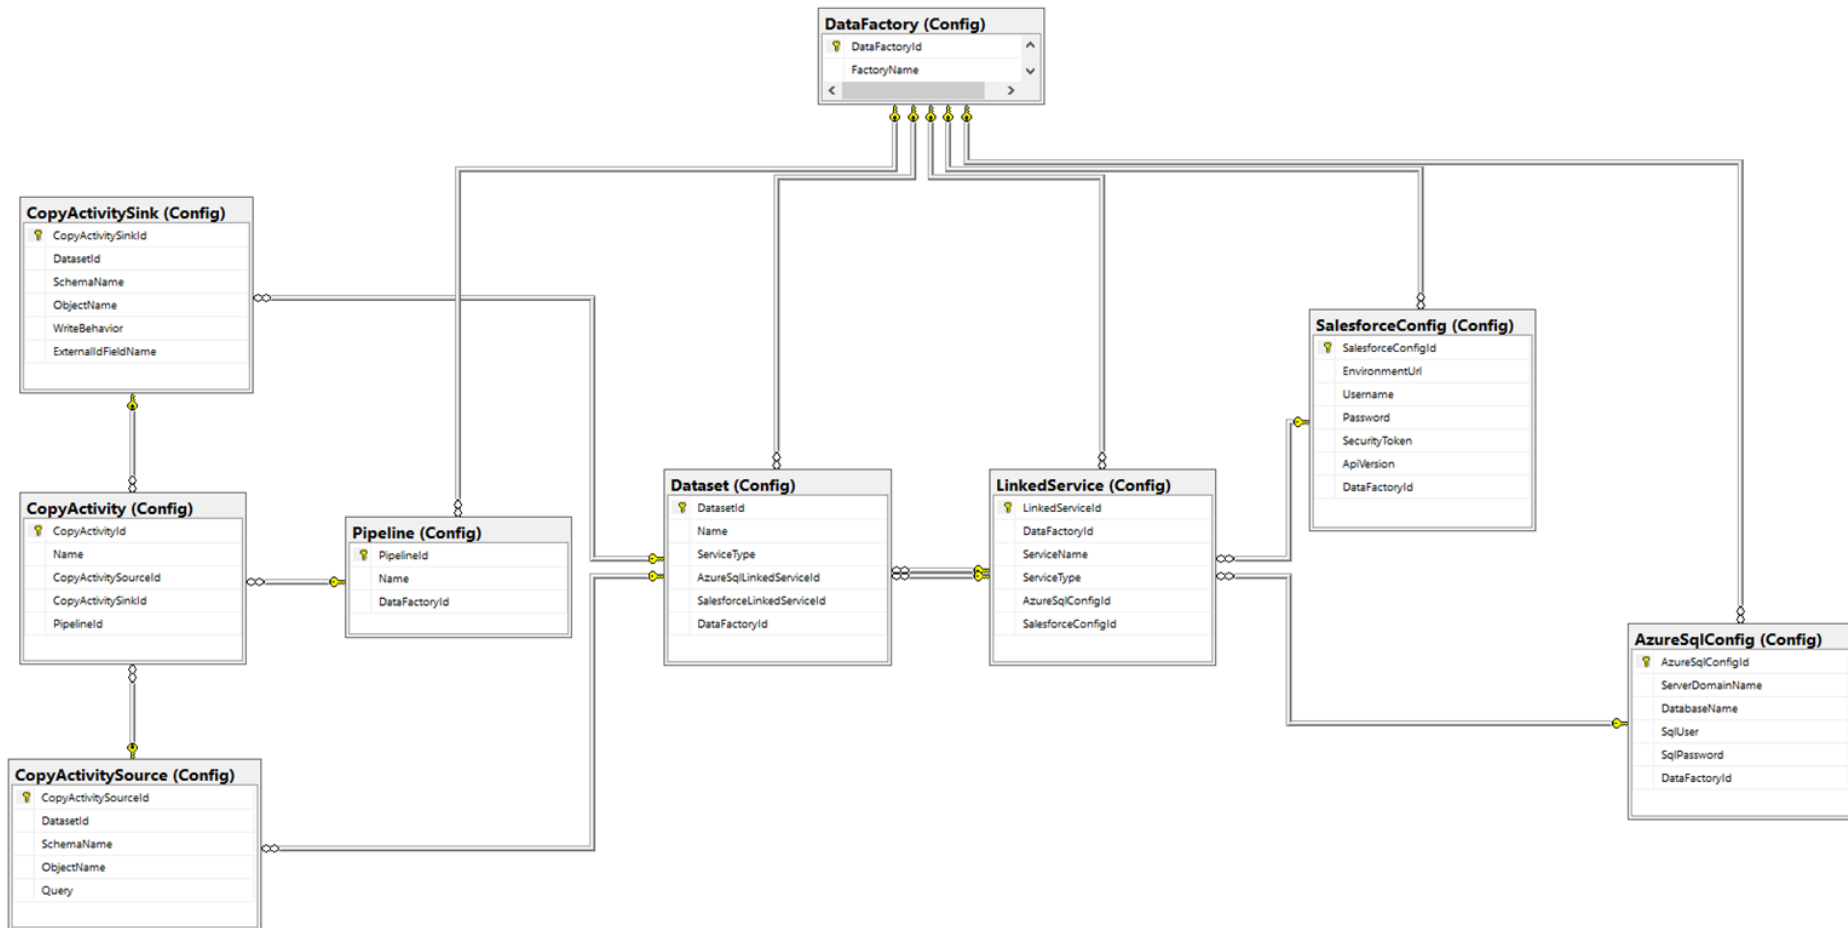 DataFactory (Config)
DataFactoryId
FactoryName
CopyActivitySink (Config)
CopyActivitySinkId
DatasetId
SchemaName
ObjectName
WriteBehavior
ExternalIdFieldName
SalesforceConfig (Config)
SalesforceConfigId
EnvironmentUrl
Username
Password
SecurityToken
ApiVersion
DataFactoryId
CopyActivity (Config)
CopyActivityId
Name
CopyActivitySourceId
CopyActivitySinkId
PipelineId
Pipeline (Config)
PipelineId
Name
DataFactoryId
Dataset (Config)
DatasetId
Name
ServiceType
AzureSqlLinkedServiceId
SalesforceLinkedServiceId
DataFactoryId
LinkedService (Config)
LinkedServiceId
DataFactoryId
ServiceName
ServiceType
AzureSqlConfigId
SalesforceConfigId
AzureSqlConfig (Config)
AzureSqlConfigId
ServerDomainName
DatabaseName
SqlUser
SqlPassword
DataFactoryId
CopyActivitySource (Config)
CopyActivitySourceId
DatasetId
SchemaName
ObjectName
Query